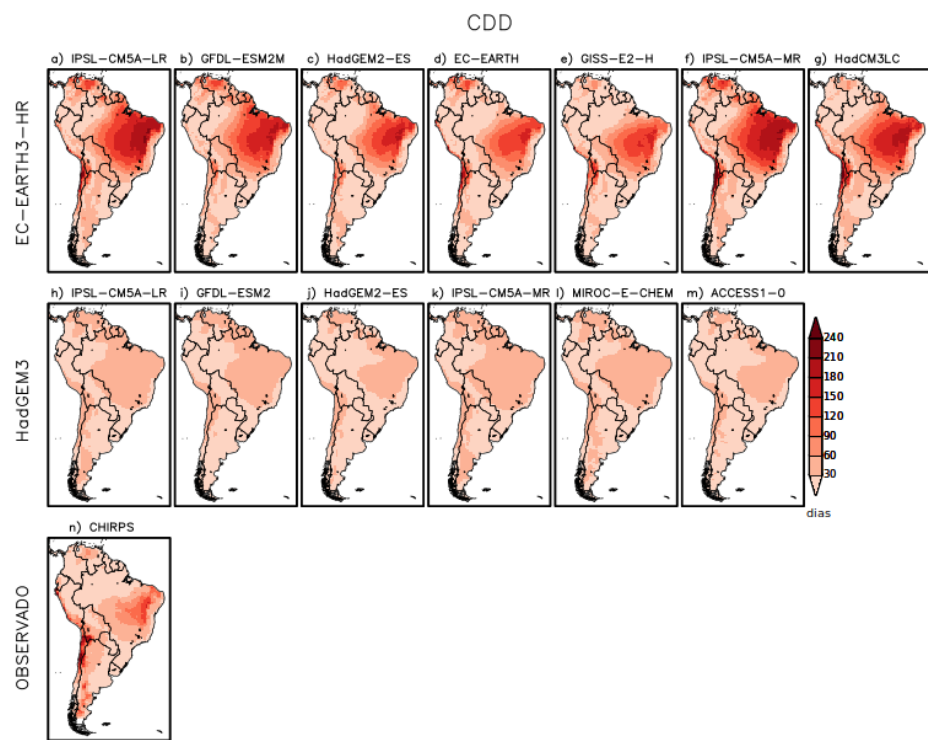 CDD
a) IPSL-CM5A-LR
b) GFDL-ESM2M
c) HadGEM2-ES
d) EC-EARTH
e) GISS-E2-H
f) IPSL-CM5A-MR
g) HadCM3LC
EC-EARTH3-HR
h) IPSL-CM5A-LR
i) GFDL-ESM2
j) HadGEM2-ES
k) IPSL-CM5A-MR
l) MIROC-E-CHEM
m) ACCESS1-0
HadGEM3
240
210
180
150
120
90
60
30
dias
n) CHIRPS
OBSERVADO